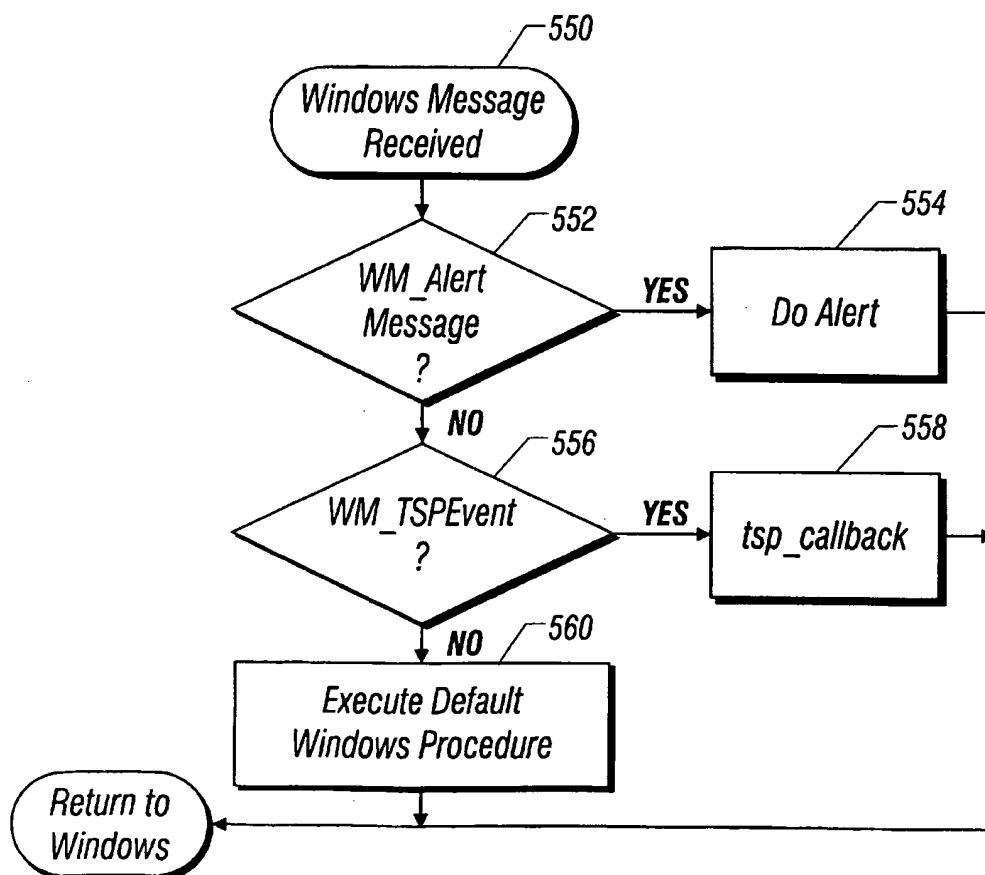 550
Windows Message
Received
552
WM_Alert
Message
?
YES
554
Do Alert
NO
556
WM_TSPEvent
?
YES
558
tsp_callback
NO
560
Execute Default
Windows Procedure
Return to
Windows